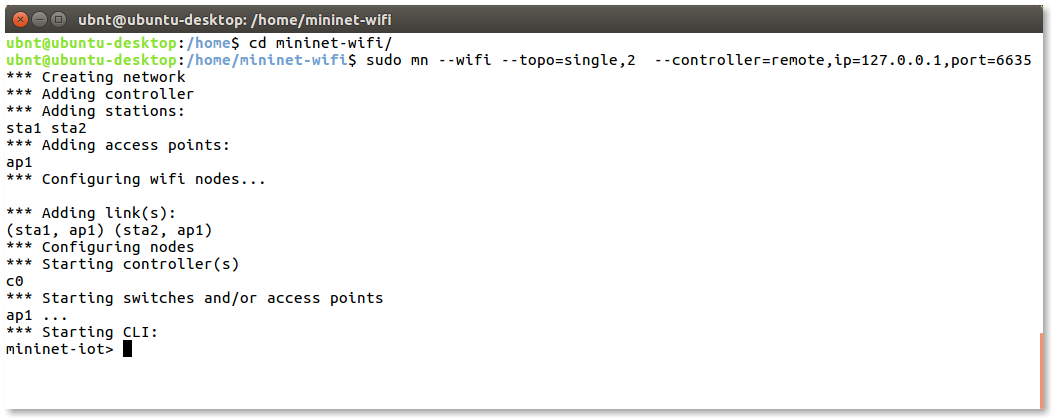 ubnt@ubuntu-desktop: /home/mininet-wifi
ubnt@ubuntu-desktop:/home$ cd mininet-wifi/
ubnt@ubuntu-desktop:/home/mininet-wifi$ sudo mn --wifi --topo=single,2  --controller=remote,ip=127.0.0.1,port=6635
*** Creating network
*** Adding controller
*** Adding stations:
sta1 sta2
*** Adding access points:
ap1
*** Configuring wifi nodes...
*** Adding link(s):
(sta1, ap1) (sta2, ap1)
*** Configuring nodes
*** Starting controller(s)
c0
*** Starting switches and/or access points
ap1 ...
*** Starting CLI:
mininet-iot>